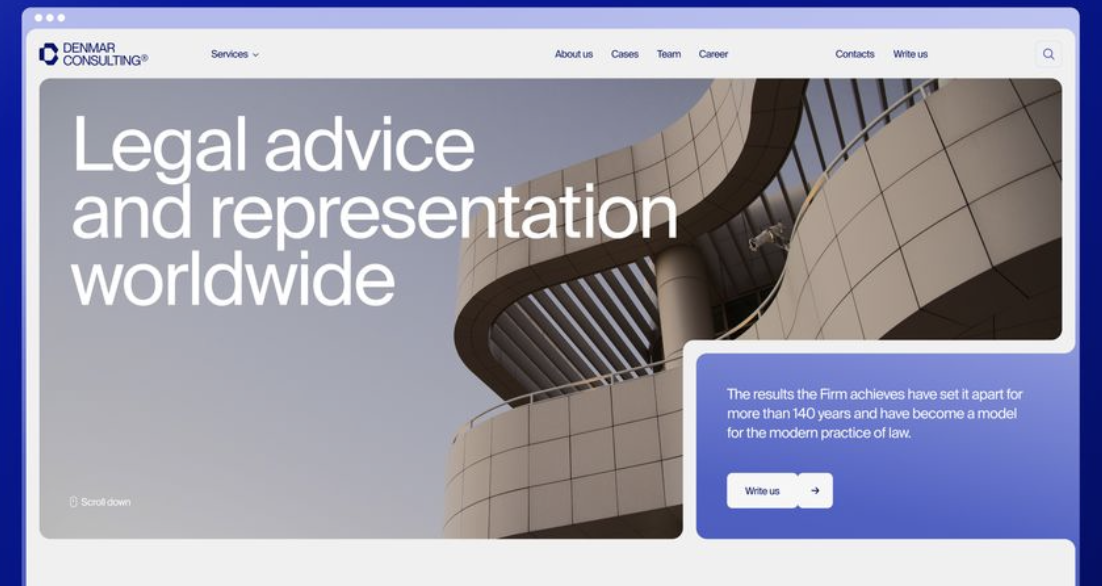 DENMAR
CONSULTING®
Services
About us
Cases
Team
Career
Contacts
Write us
Legal advice
and representation
worldwide
The results the Firm achieves have set it apart for
more than 140 years and have become a model
for the modern practice of law.
Write us
Scroll down